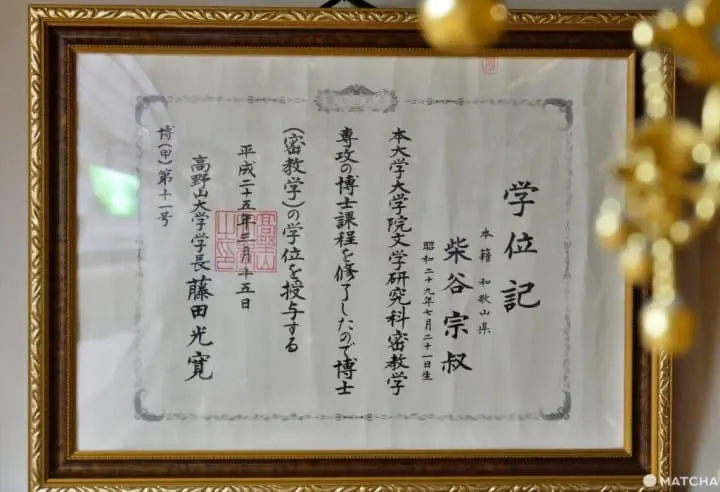 学位記
本籍 和歌山県
柴谷宗叔
昭和二十九年七月二十一日生
本大学大学院文学研究科密教学
専攻の博士課程を修了したので博士
(密教学)の学位を授与する
平成二十五年三月十五日
高野山大学学長 藤田光寛
博(甲)第十一号
MATCHA